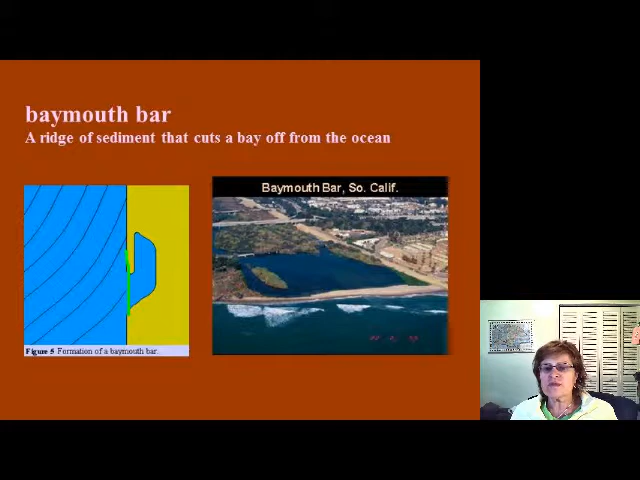 baymouth bar
A ridge of sediment that cuts a bay off from the ocean
Baymouth Bar, So. Calif.
Figure 5 Formation of a baymouth bar.